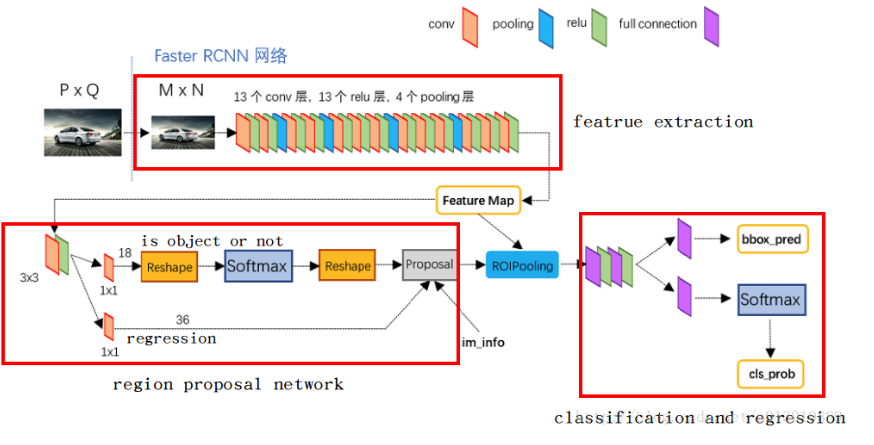 conv
pooling
relu
full connection
Faster RCNN 网络
P x Q
M x N
13 个 conv 层, 13 个 relu 层, 4 个 pooling 层
featrue extraction
Feature Map
is object or not
18
3x3
1x1
Reshape
Softmax
Reshape
Proposal
ROIPooling
bbox_pred
Softmax
36
regression
1x1
im_info
cls_prob
region proposal network
classification and regression